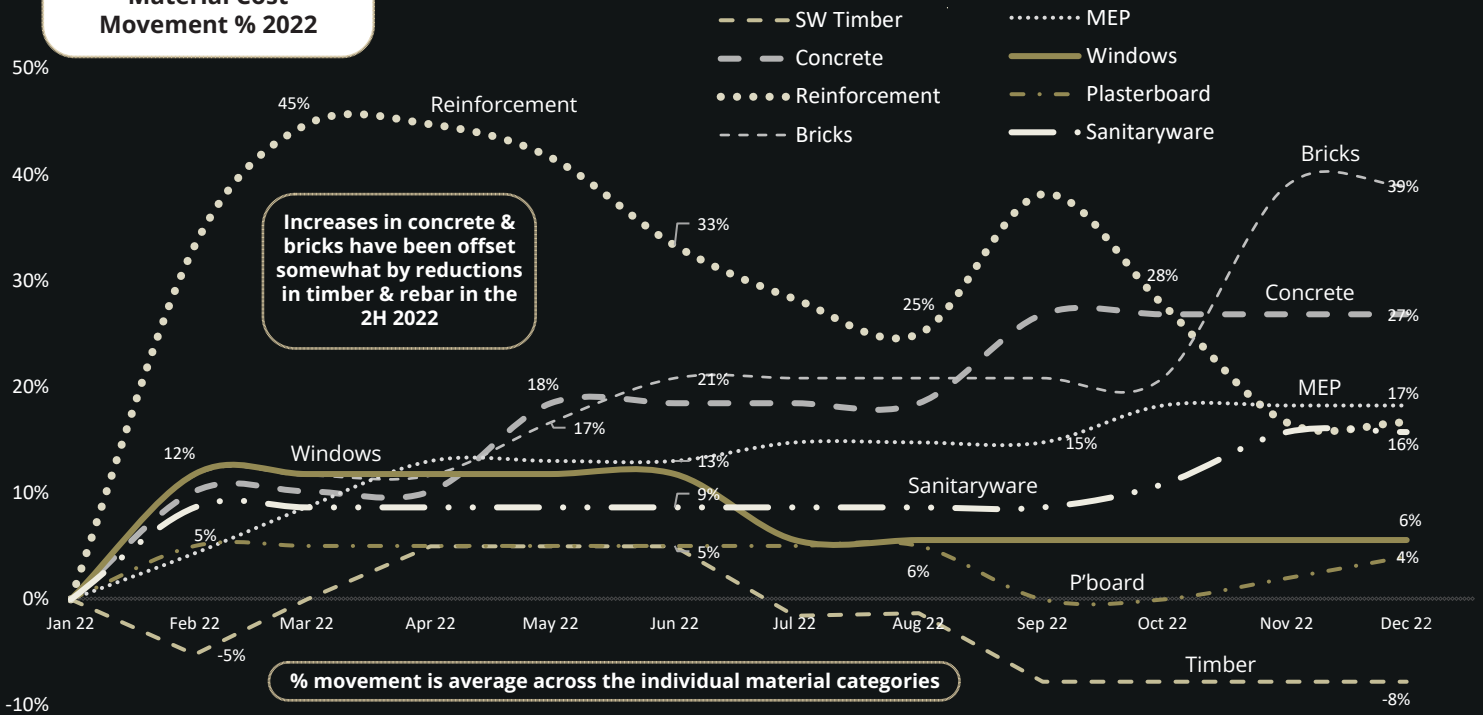 Material Cost
Movement % 2022
SW Timber
MEP
Concrete
Windows
Reinforcement
Plasterboard
Bricks
Sanitaryware
50%
40%
30%
20%
10%
0%
-10%
45%
Reinforcement
Bricks
39%
33%
28%
25%
Concrete
27%
Increases in concrete &
bricks have been offset
somewhat by reductions
in timber & rebar in the
2H 2022
18%
21%
17%
MEP
17%
12%
Windows
13%
15%
16%
Sanitaryware
9%
6%
5%
5%
6%
4%
P'board
Jan 22
Feb 22
Mar 22
Apr 22
May 22
Jun 22
Jul 22
Aug 22
Sep 22
Oct 22
Nov 22
Dec 22
-5%
Timber
-8%
% movement is average across the individual material categories